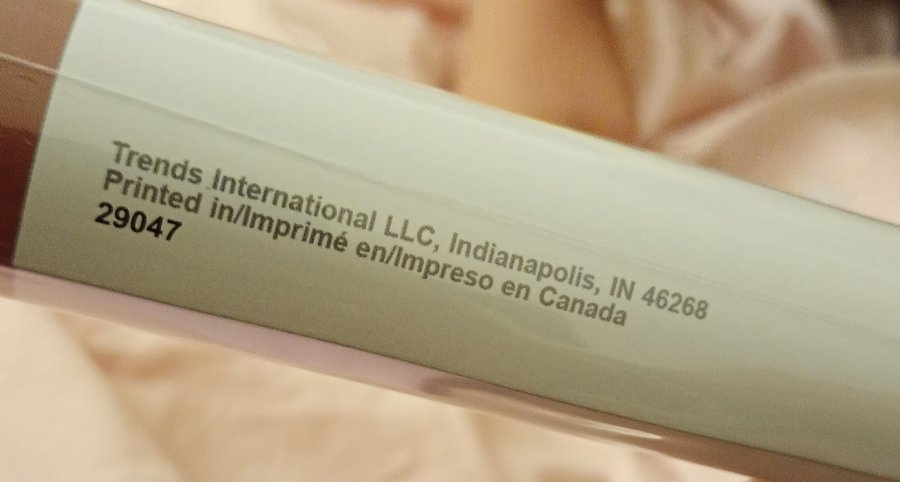 Trends International LLC, Indianapolis, IN 46268
Printed in/Imprimé en/Impreso en Canada
29047